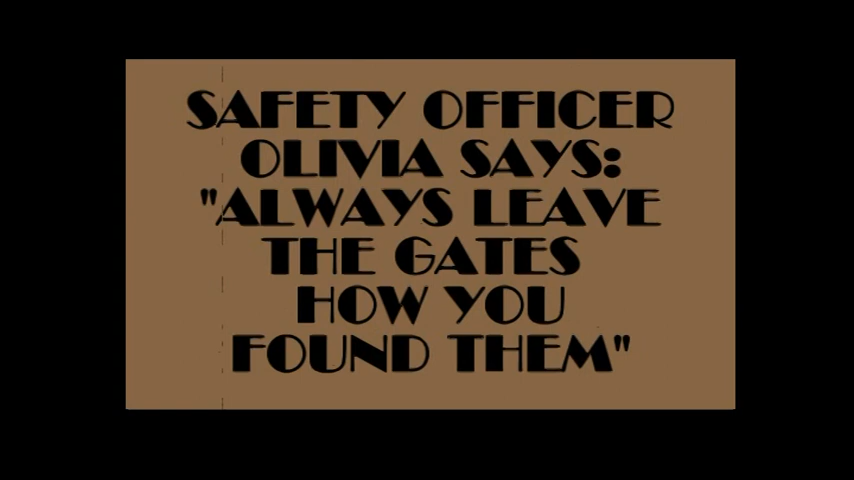 SAFETY OFFICER
OLIVIA SAYS:
"ALWAYS LEAVE
THE GATES
HOW YOU
FOUND THEM"